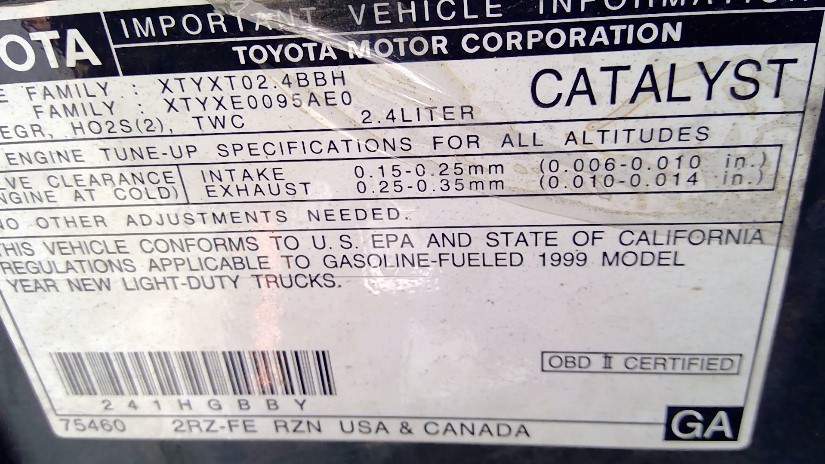 OTA IMPORTANT VEHICLE INFORMATION
TOYOTA MOTOR CORPORATION
E FAMILY : XTYXT02.4BBH
FAMILY : XTYXE0095AE0 CATALYST
EGR, HO2S(2), TWC 2.4LITER
ENGINE TUNE-UP SPECIFICATIONS FOR ALL ALTITUDES
LVE CLEARANCE INTAKE 0.15-0.25mm (0.006-0.010 in.)
NGINE AT COLD) EXHAUST 0.25-0.35mm (0.010-0.014 in.)
NO OTHER ADJUSTMENTS NEEDED.
THIS VEHICLE CONFORMS TO U.S. EPA AND STATE OF CALIFORNIA
REGULATIONS APPLICABLE TO GASOLINE-FUELED 1999 MODEL
YEAR NEW LIGHT-DUTY TRUCKS.
OBD II CERTIFIED
241HGBBY
75460 2RZ-FE RZN USA & CANADA GA